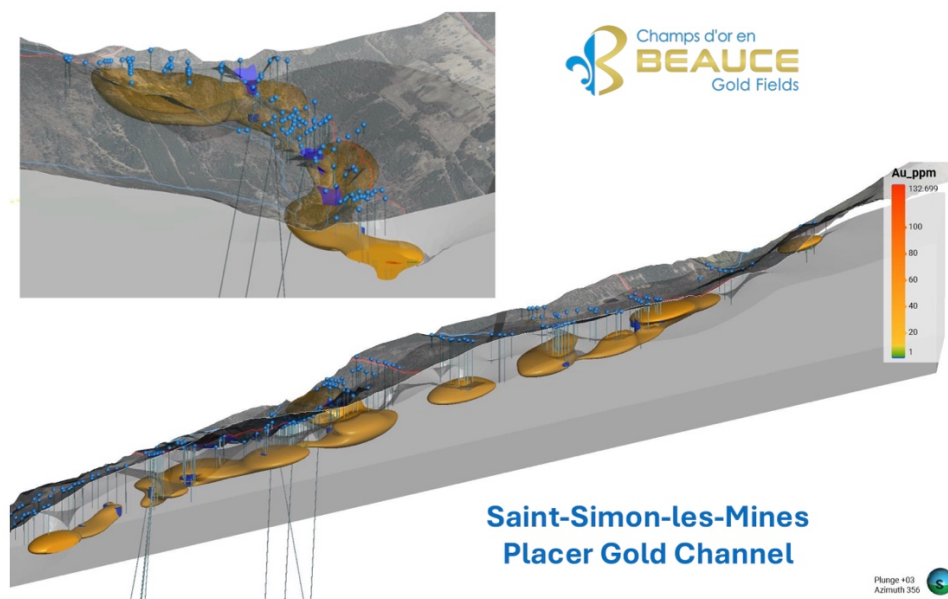 Champs d'or en
BEAUCE
Gold Fields
Au_ppm
132.699
100
80
60
40
20
1
Saint-Simon-les-Mines
Placer Gold Channel
Plunge +03
Azimuth 356
S